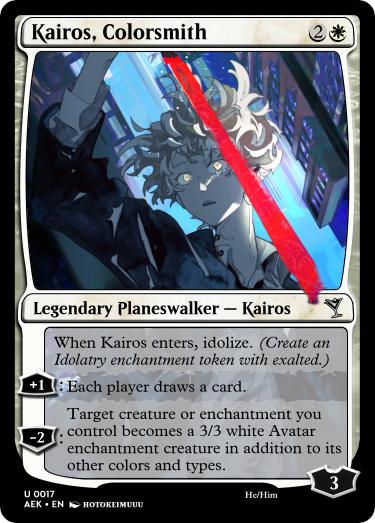 Kairos, Colorsmith 2
Legendary Planeswalker — Kairos
When Kairos enters, idolize. (Create an
Idolatry enchantment token with exalted.)
+1 : Each player draws a card.
Target creature or enchantment you
control becomes a 3/3 white Avatar
-2 : enchantment creature in addition to its
other colors and types.
3
U 0017
AEK • EN HOTOKEIMUUU
He/Him